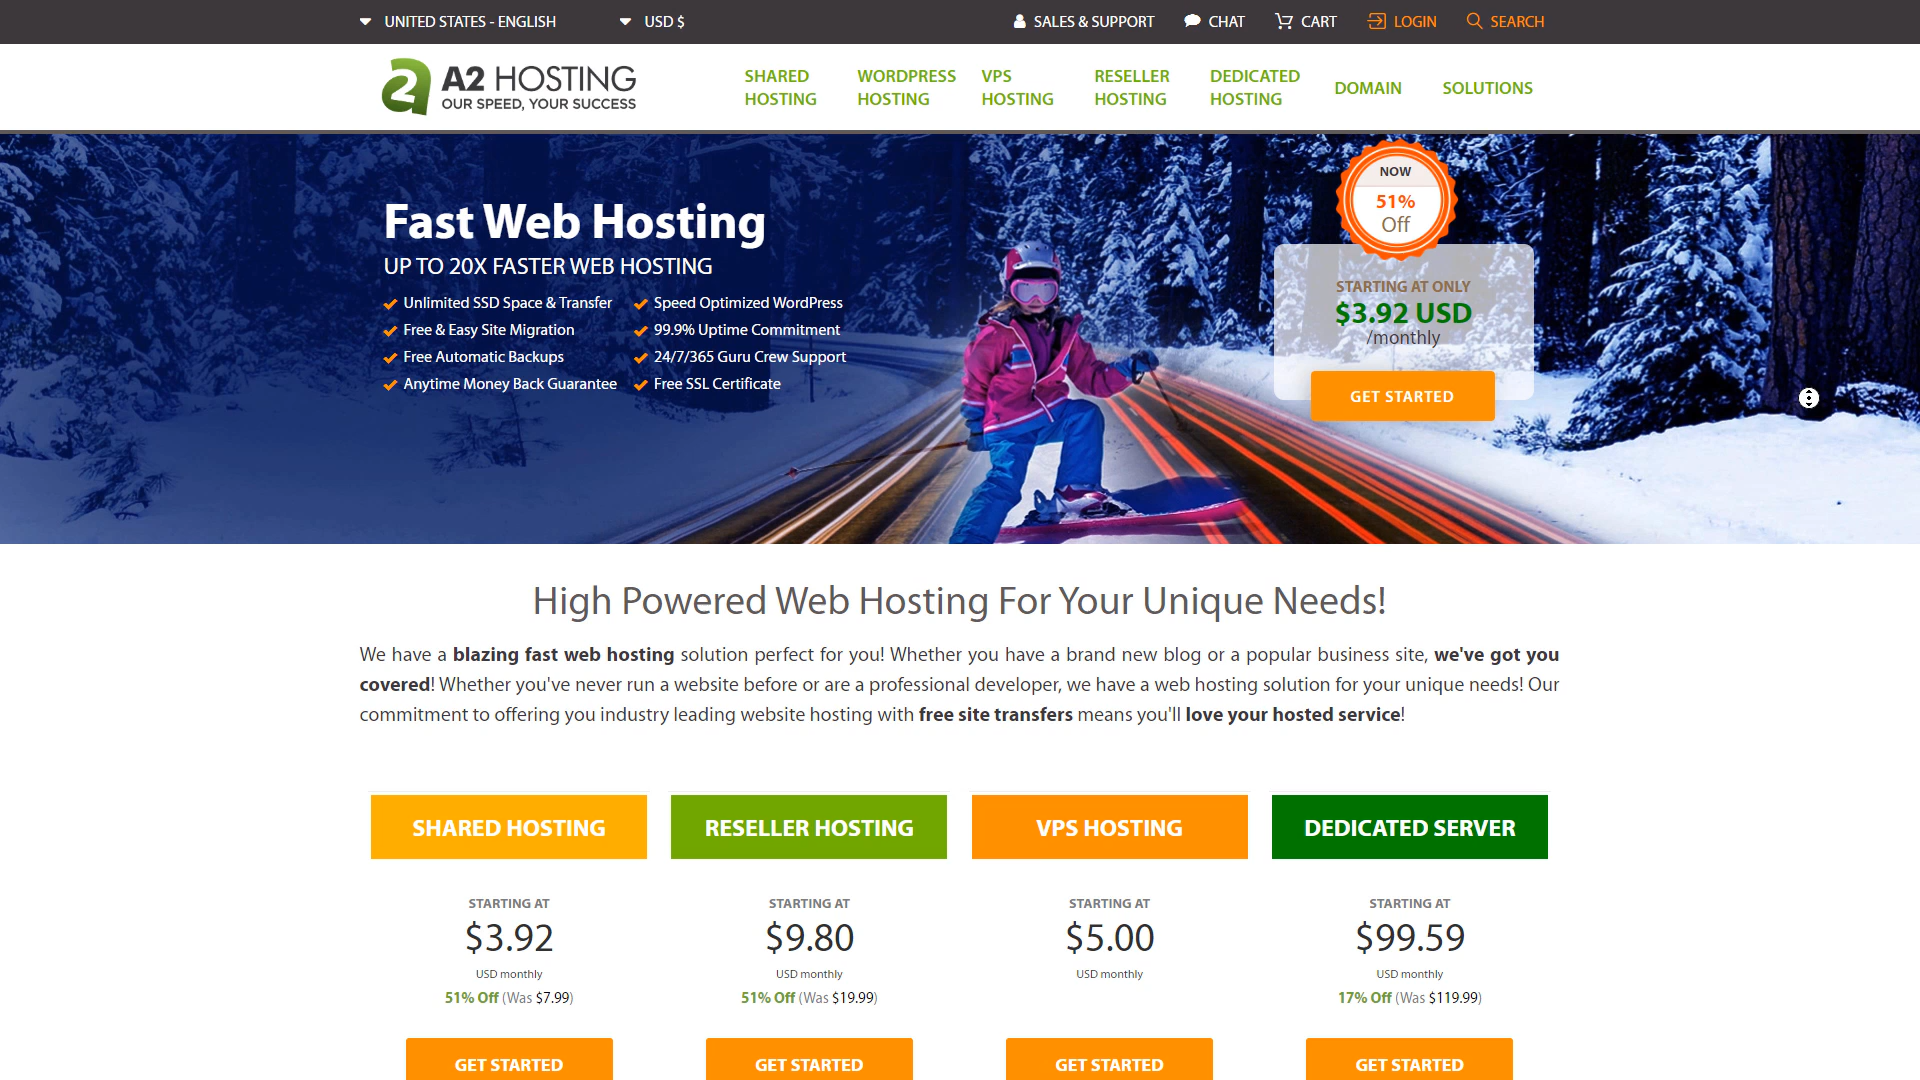 UNITED STATES - ENGLISH
USD $
SALES & SUPPORT
CHAT
CART
LOGIN
SEARCH
A2 HOSTING
OUR SPEED, YOUR SUCCESS
SHARED HOSTING
WORDPRESS HOSTING
VPS HOSTING
RESELLER HOSTING
DEDICATED HOSTING
DOMAIN
SOLUTIONS
Fast Web Hosting
UP TO 20X FASTER WEB HOSTING
Unlimited SSD Space & Transfer
Speed Optimized WordPress
Free & Easy Site Migration
99.9% Uptime Commitment
Free Automatic Backups
24/7/365 Guru Crew Support
Anytime Money Back Guarantee
Free SSL Certificate
NOW
51%
Off
STARTING AT ONLY
$3.92 USD
/monthly
GET STARTED
High Powered Web Hosting For Your Unique Needs!
We have a blazing fast web hosting solution perfect for you! Whether you have a brand new blog or a popular business site, we've got you
covered! Whether you've never run a website before or are a professional developer, we have a web hosting solution for your unique needs! Our
commitment to offering you industry leading website hosting with free site transfers means you'll love your hosted service!
SHARED HOSTING
STARTING AT
$3.92
USD monthly
51% Off (Was $7.99)
GET STARTED
RESELLER HOSTING
STARTING AT
$9.80
USD monthly
51% Off (Was $19.99)
GET STARTED
VPS HOSTING
STARTING AT
$5.00
USD monthly
GET STARTED
DEDICATED SERVER
STARTING AT
$99.59
USD monthly
17% Off (Was $119.99)
GET STARTED